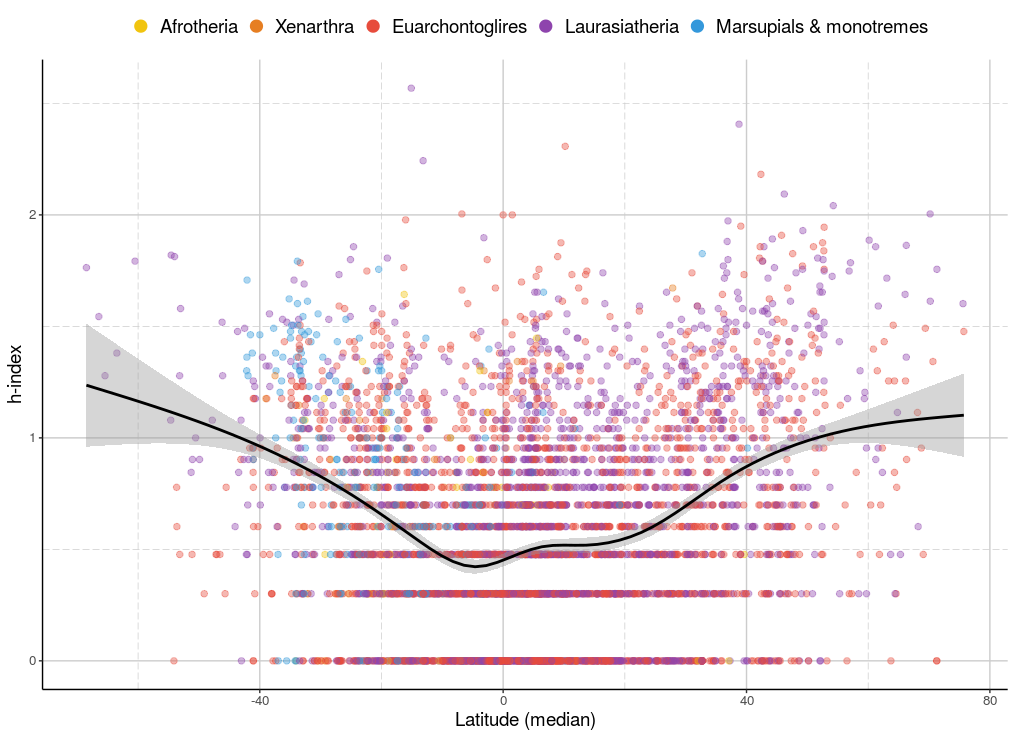 Afrotheria Xenarthra Euarchontoglires Laurasiatheria Marsupials & monotremes
h-index
2
1
0
-40 0 40 80
Latitude (median)